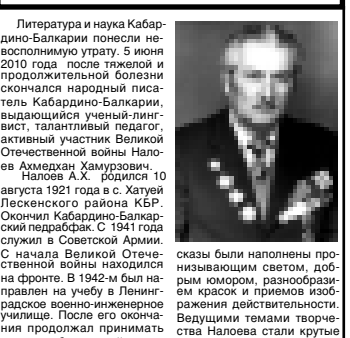 Литература и наука Кабар-
дино-Балкарии понесли не-
восполнимую утрату. 5 июня
2010 года после тяжелой и
продолжительной болезни
скончался народный писа-
тель Кабардино-Балкарии,
выдающийся ученый-линг-
вист, талантливый педагог,
активный участник Великой
Отечественной войны Нало-
ев Ахмедхан Хамурзович.
Налоев А.Х. родился 10
августа 1921 года в с. Хатуей
Лескенского района КБР.
Окончил Кабардино-Балкар-
ский педрабфак. С 1941 года
служил в Советской Армии.
С начала Великой Отече-
ственной войны находился
на фронте. В 1942-м был на-
правлен на учебу в Ленинг-
радское военно-инженерное
училище. После его оконча-
ния продолжал принимать
сказы были наполнены про-
низывающим светом, доб-
рым юмором, разнообрази-
ем красок и приемов изоб-
ражения действительности.
Ведущими темами творче-
ства Налоева стали крутые